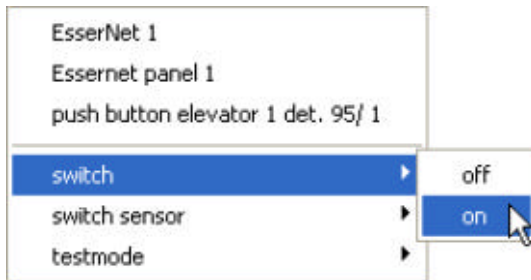 EsserNet 1
Essernet panel 1
push button elevator 1 det. 95/ 1
switch
off
switch sensor
on
testmode